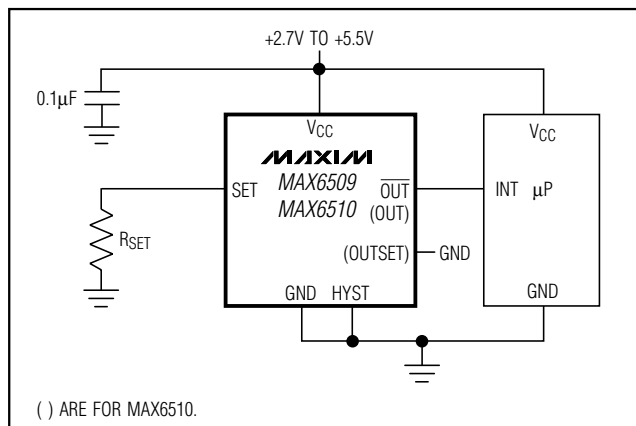 +2.7V TO +5.5V
0.1µF
VCC
VCC
MAXIM
MAX6509
MAX6510
SET
OUT
(OUT)
INT µP
RSET
(OUTSET)
GND
GND HYST
GND
( ) ARE FOR MAX6510.